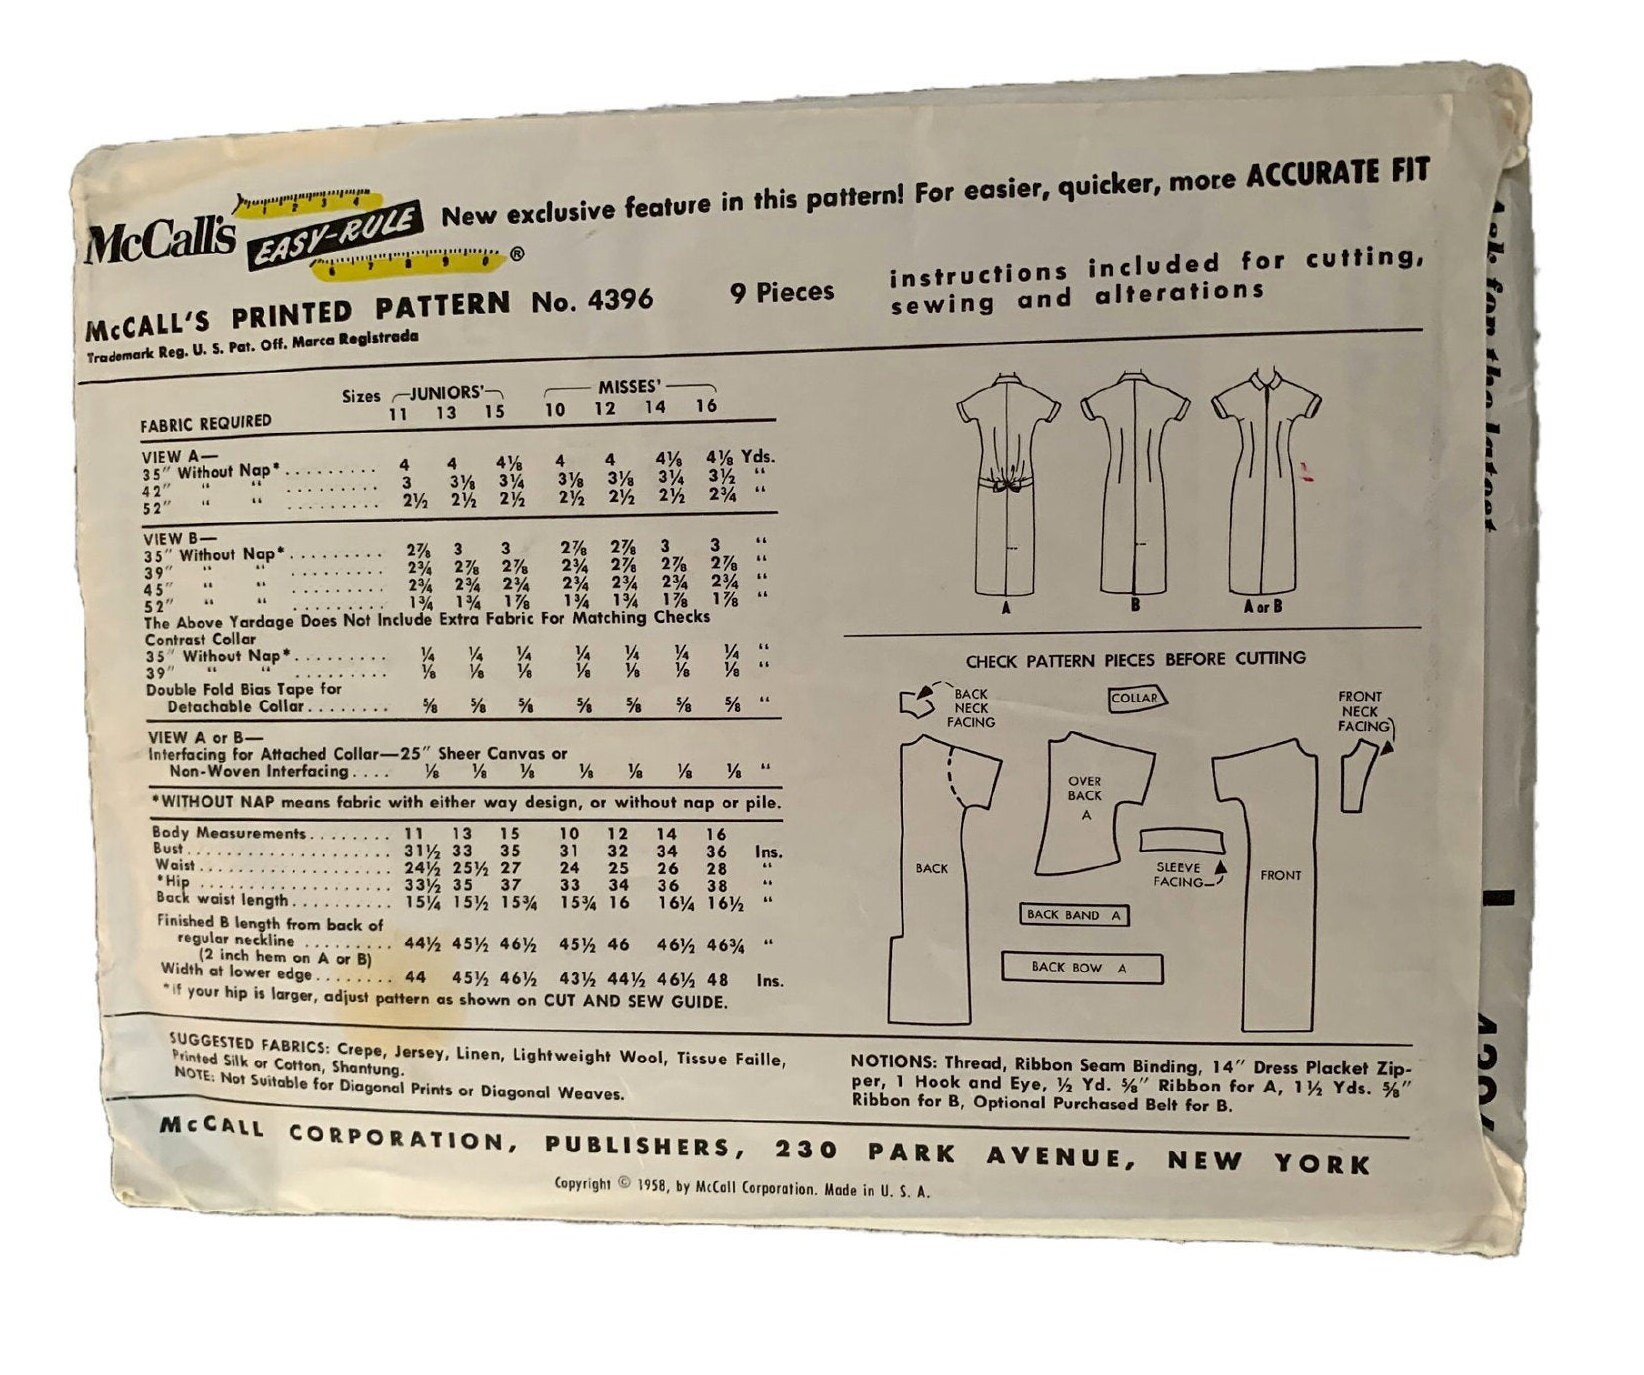 McCall's EASY-RULE ® New exclusive feature in this pattern! For easier, quicker, more ACCURATE FIT
1 2 3 4
6 7 8 9 0
McCALL'S PRINTED PATTERN No. 4396 9 Pieces
instructions included for cutting,
sewing and alterations
Trademark Reg. U. S. Pat. Off. Marca Registrada
Sizes JUNIORS' MISSES'
FABRIC REQUIRED 11 13 15 10 12 14 16
VIEW A—
35" Without Nap* ......... 4 4 4⅛ 4 4 4⅛ 4⅛ Yds.
42" " " ......... 3 3⅛ 3¼ 3⅛ 3⅛ 3¼ 3½ "
52" " " ......... 2½ 2½ 2½ 2½ 2½ 2½ 2¾ "
VIEW B—
35" Without Nap* ......... 2⅞ 3 3 2⅞ 2⅞ 3 3 "
39" " " ......... 2¾ 2⅞ 2⅞ 2¾ 2⅞ 2⅞ 2⅞ "
45" " " ......... 2¾ 2¾ 2¾ 2¾ 2¾ 2¾ 2¾ "
52" " " ......... 1¾ 1¾ 1⅞ 1¾ 1¾ 1⅞ 1⅞ "
The Above Yardage Does Not Include Extra Fabric For Matching Checks
Contrast Collar
35" Without Nap* ......... ¼ ¼ ¼ ¼ ¼ ¼ ¼ "
39" " " ......... ⅛ ⅛ ⅛ ⅛ ⅛ ⅛ ⅛ "
Double Fold Bias Tape for
Detachable Collar ........ ⅝ ⅝ ⅝ ⅝ ⅝ ⅝ ⅝ "
VIEW A or B—
Interfacing for Attached Collar—25" Sheer Canvas or
Non-Woven Interfacing .... ⅛ ⅛ ⅛ ⅛ ⅛ ⅛ ⅛ "
*WITHOUT NAP means fabric with either way design, or without nap or pile.
Body Measurements ........ 11 13 15 10 12 14 16
Bust .................... 31½ 33 35 31 32 34 36 Ins.
Waist ................... 24½ 25½ 27 24 25 26 28 "
*Hip .................... 33½ 35 37 33 34 36 38 "
Back waist length .......... 15¼ 15½ 15¾ 15¾ 16 16¼ 16½ "
Finished B length from back of
regular neckline ......... 44½ 45½ 46½ 45½ 46 46½ 46¾ "
(2 inch hem on A or B)
Width at lower edge ........ 44 45½ 46½ 43½ 44½ 46½ 48 Ins.
*If your hip is larger, adjust pattern as shown on CUT AND SEW GUIDE.
A B A or B
CHECK PATTERN PIECES BEFORE CUTTING
BACK
NECK
FACING
COLLAR
FRONT
NECK
FACING
OVER
BACK
A
BACK
SLEEVE
FACING
FRONT
BACK BAND A
BACK BOW A
SUGGESTED FABRICS: Crepe, Jersey, Linen, Lightweight Wool, Tissue Faille,
Printed Silk or Cotton, Shantung.
NOTE: Not Suitable for Diagonal Prints or Diagonal Weaves.
NOTIONS: Thread, Ribbon Seam Binding, 14" Dress Placket Zip-
per, 1 Hook and Eye, ½ Yd. ⅝" Ribbon for A, 1½ Yds. ⅝"
Ribbon for B, Optional Purchased Belt for B.
McCALL CORPORATION, PUBLISHERS, 230 PARK AVENUE, NEW YORK
Copyright © 1958, by McCall Corporation. Made in U. S. A.
for the latest